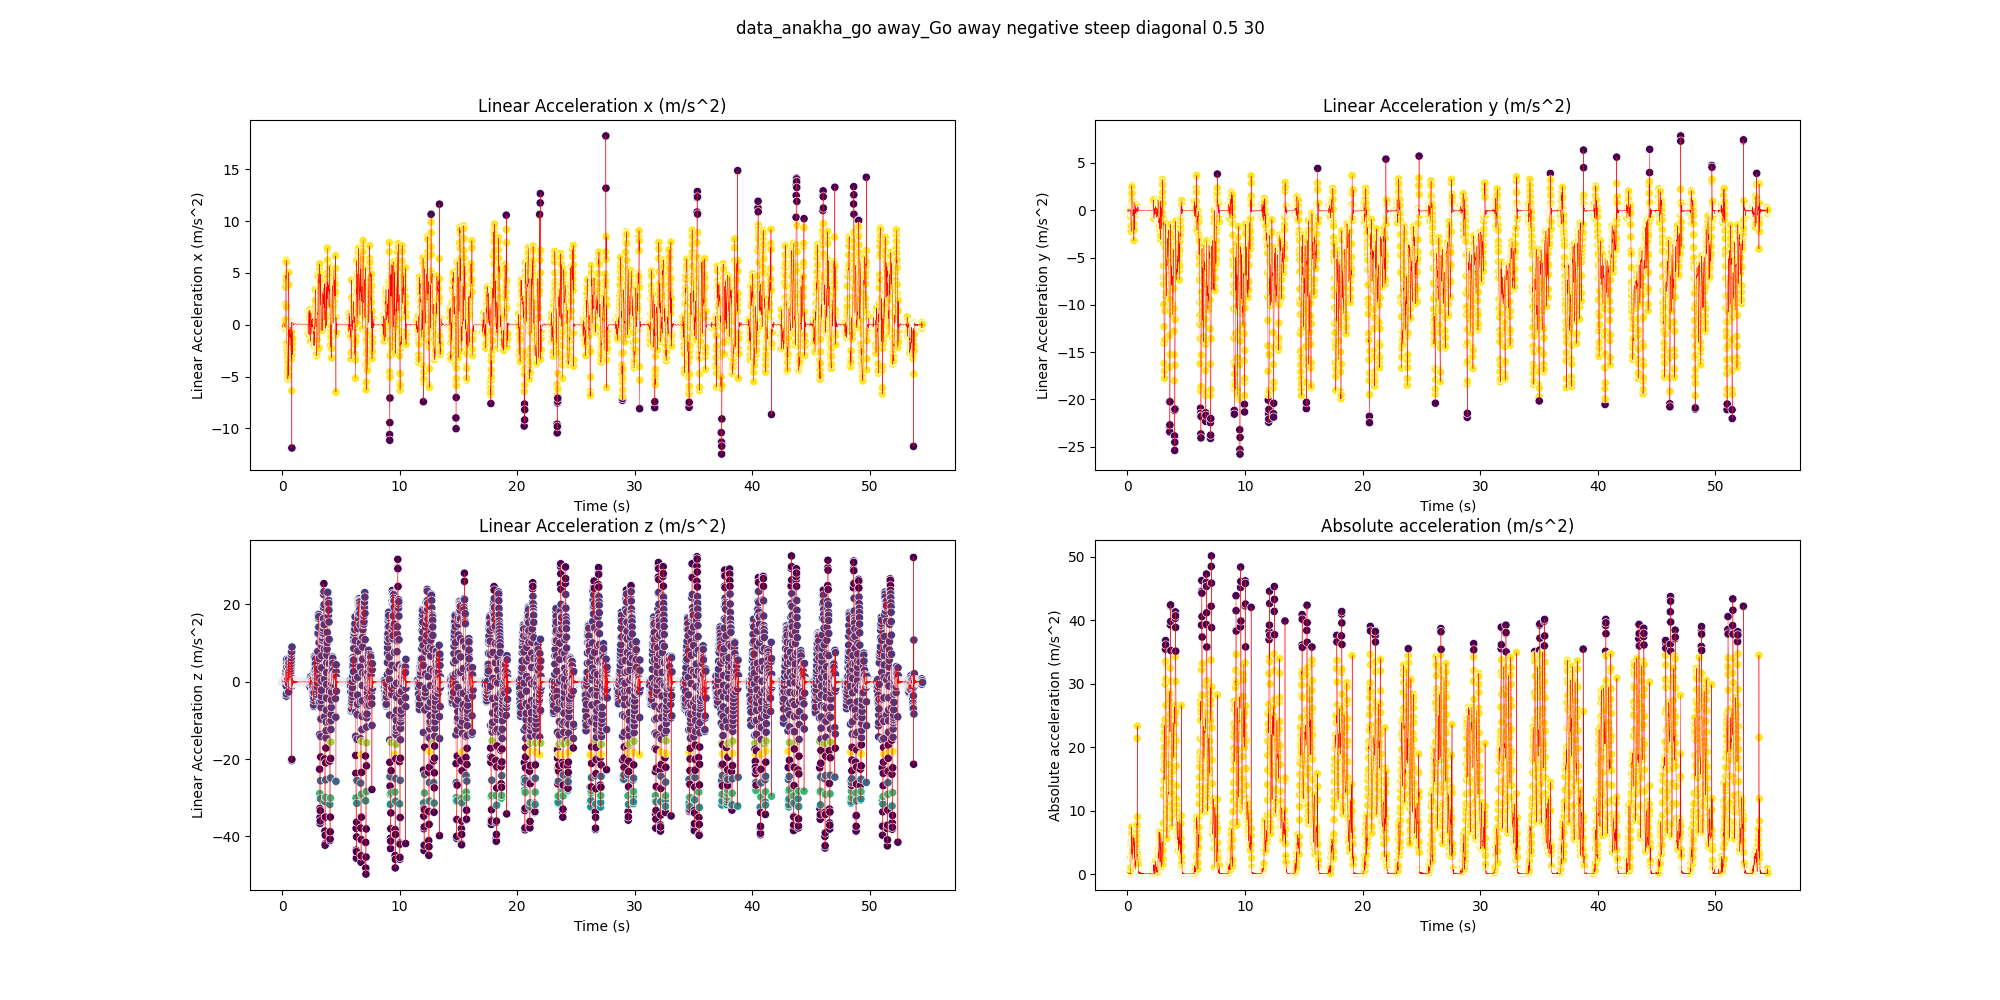 data_anakha_go away_Go away negative steep diagonal 0.5 30
Linear Acceleration x (m/s^2)
Linear Acceleration x (m/s^2)
15
10
5
0
−5
−10
0 10 20 30 40 50
Time (s)
Linear Acceleration y (m/s^2)
Linear Acceleration y (m/s^2)
5
0
−5
−10
−15
−20
−25
0 10 20 30 40 50
Time (s)
Linear Acceleration z (m/s^2)
Linear Acceleration z (m/s^2)
20
0
−20
−40
0 10 20 30 40 50
Time (s)
Absolute acceleration (m/s^2)
Absolute acceleration (m/s^2)
50
40
30
20
10
0
0 10 20 30 40 50
Time (s)